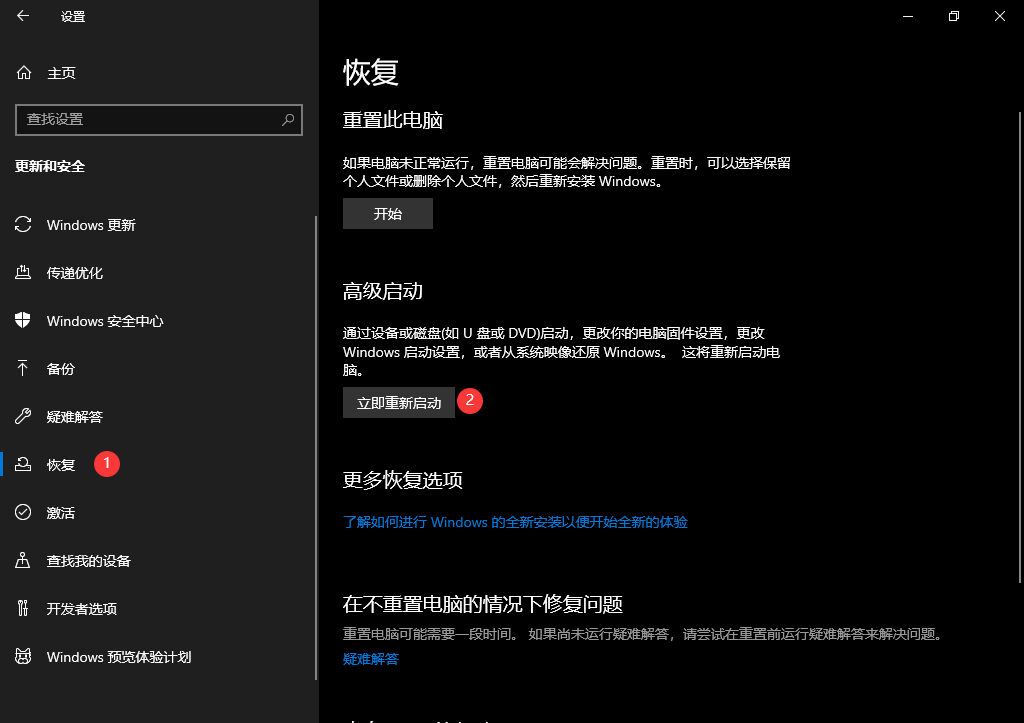 设置
主页
查找设置
更新和安全
Windows 更新
传递优化
Windows 安全中心
备份
疑难解答
恢复
1
激活
查找我的设备
开发者选项
Windows 预览体验计划
恢复
重置此电脑
如果电脑未正常运行，重置电脑可能会解决问题。重置时，可以选择保留
个人文件或删除个人文件，然后重新安装 Windows。
开始
高级启动
通过设备或磁盘(如 U 盘或 DVD)启动，更改你的电脑固件设置，更改
Windows 启动设置，或者从系统映像还原 Windows。 这将重新启动电
脑。
立即重新启动
2
更多恢复选项
了解如何进行 Windows 的全新安装以便开始全新的体验
在不重置电脑的情况下修复问题
重置电脑可能需要一段时间。 如果尚未运行疑难解答，请尝试在重置前运行疑难解答来解决问题。
疑难解答